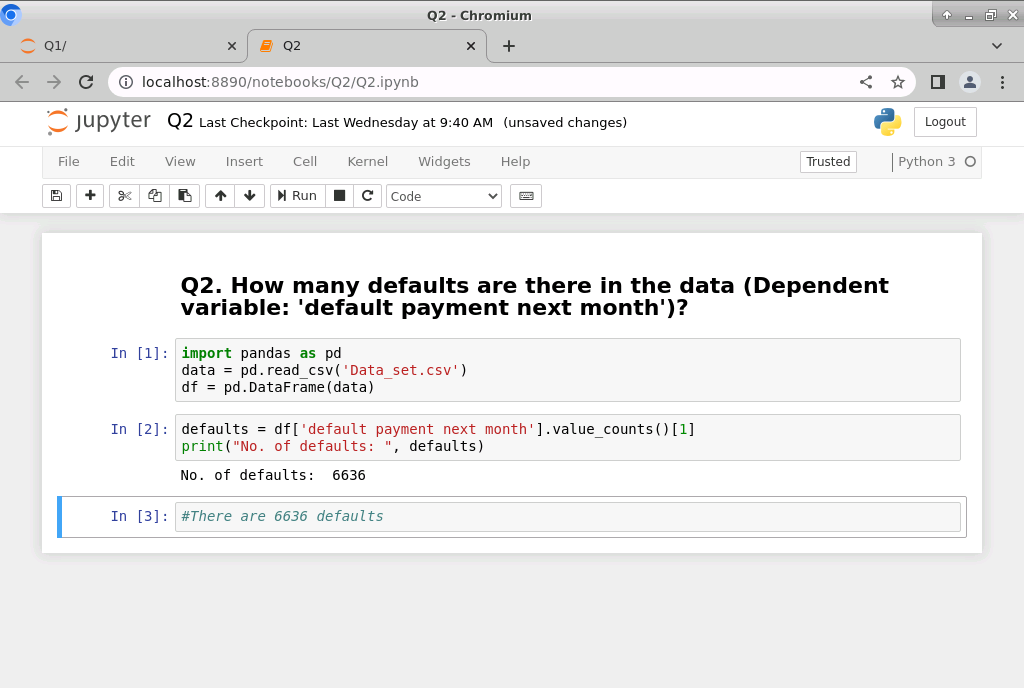 Q2 - Chromium
Q1/
Q2
localhost:8890/notebooks/Q2/Q2.ipynb
jupyter Q2 Last Checkpoint: Last Wednesday at 9:40 AM (unsaved changes)
Logout
File Edit View Insert Cell Kernel Widgets Help Trusted Python 3
Run Code
Q2. How many defaults are there in the data (Dependent
variable: 'default payment next month')?
In [1]: import pandas as pd
data = pd.read_csv('Data_set.csv')
df = pd.DataFrame(data)
In [2]: defaults = df['default payment next month'].value_counts()[1]
print("No. of defaults: ", defaults)
No. of defaults:  6636
In [3]: #There are 6636 defaults